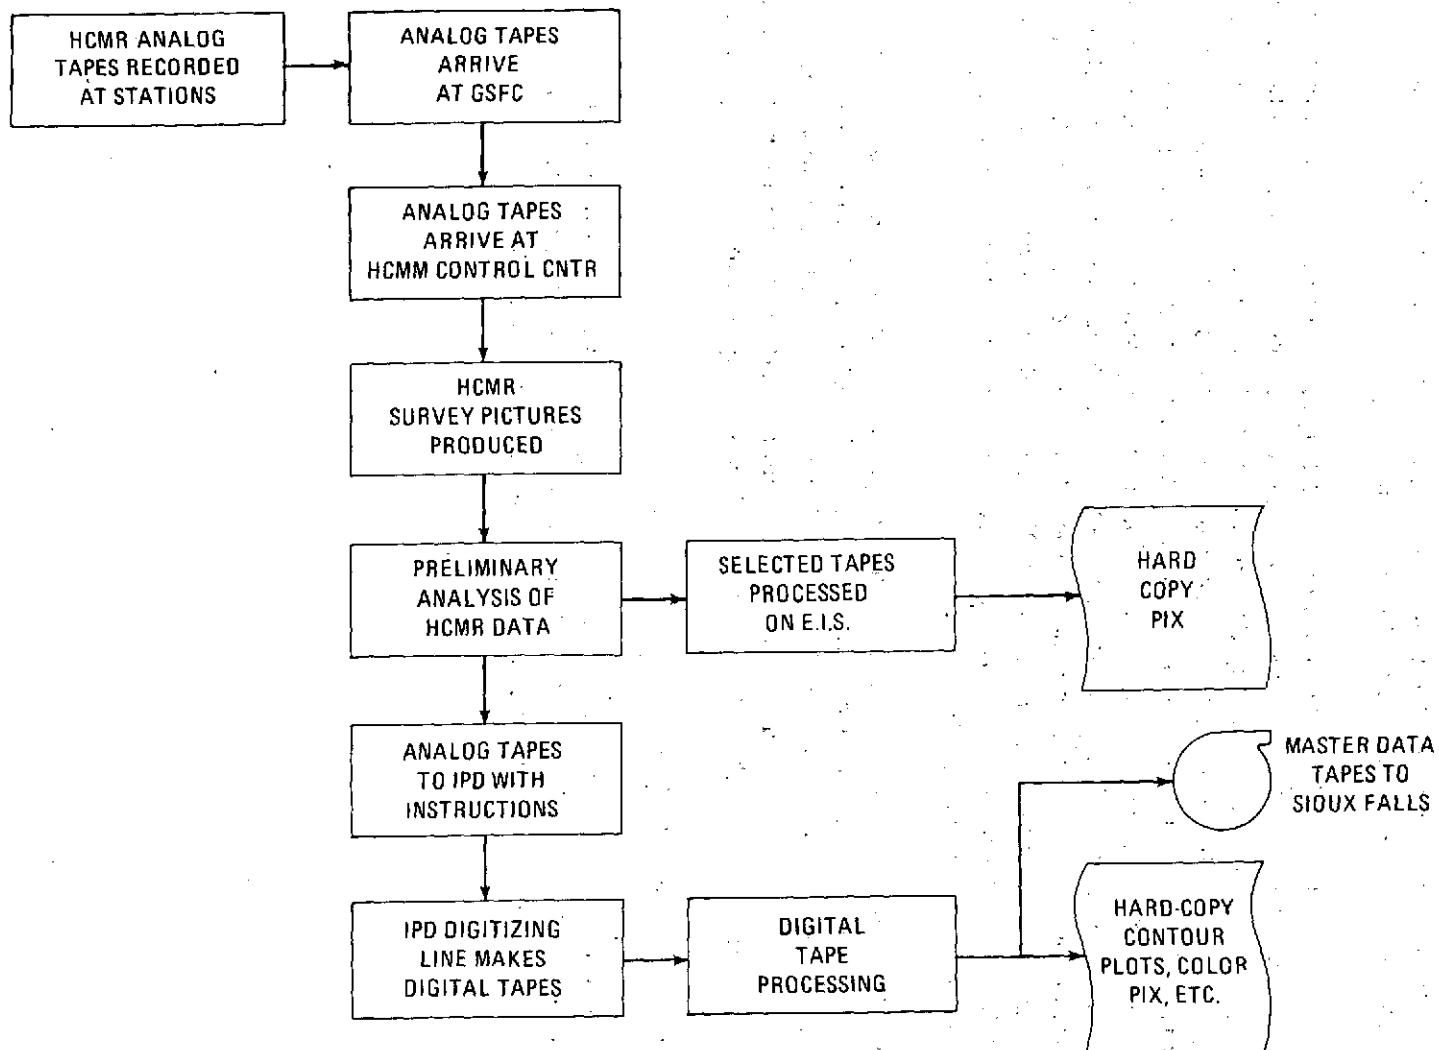 HCMR ANALOG
TAPES RECORDED
AT STATIONS
ANALOG TAPES
ARRIVE
AT GSFC
ANALOG TAPES
ARRIVE AT
HCMM CONTROL CNTR
HCMR
SURVEY PICTURES
PRODUCED
PRELIMINARY
ANALYSIS OF
HCMR DATA
SELECTED TAPES
PROCESSED
ON E.I.S.
HARD
COPY
PIX
ANALOG TAPES
TO IPD WITH
INSTRUCTIONS
MASTER DATA
TAPES TO
SIOUX FALLS
IPD DIGITIZING
LINE MAKES
DIGITAL TAPES
DIGITAL
TAPE
PROCESSING
HARD-COPY
CONTOUR
PLOTS, COLOR
PIX, ETC.